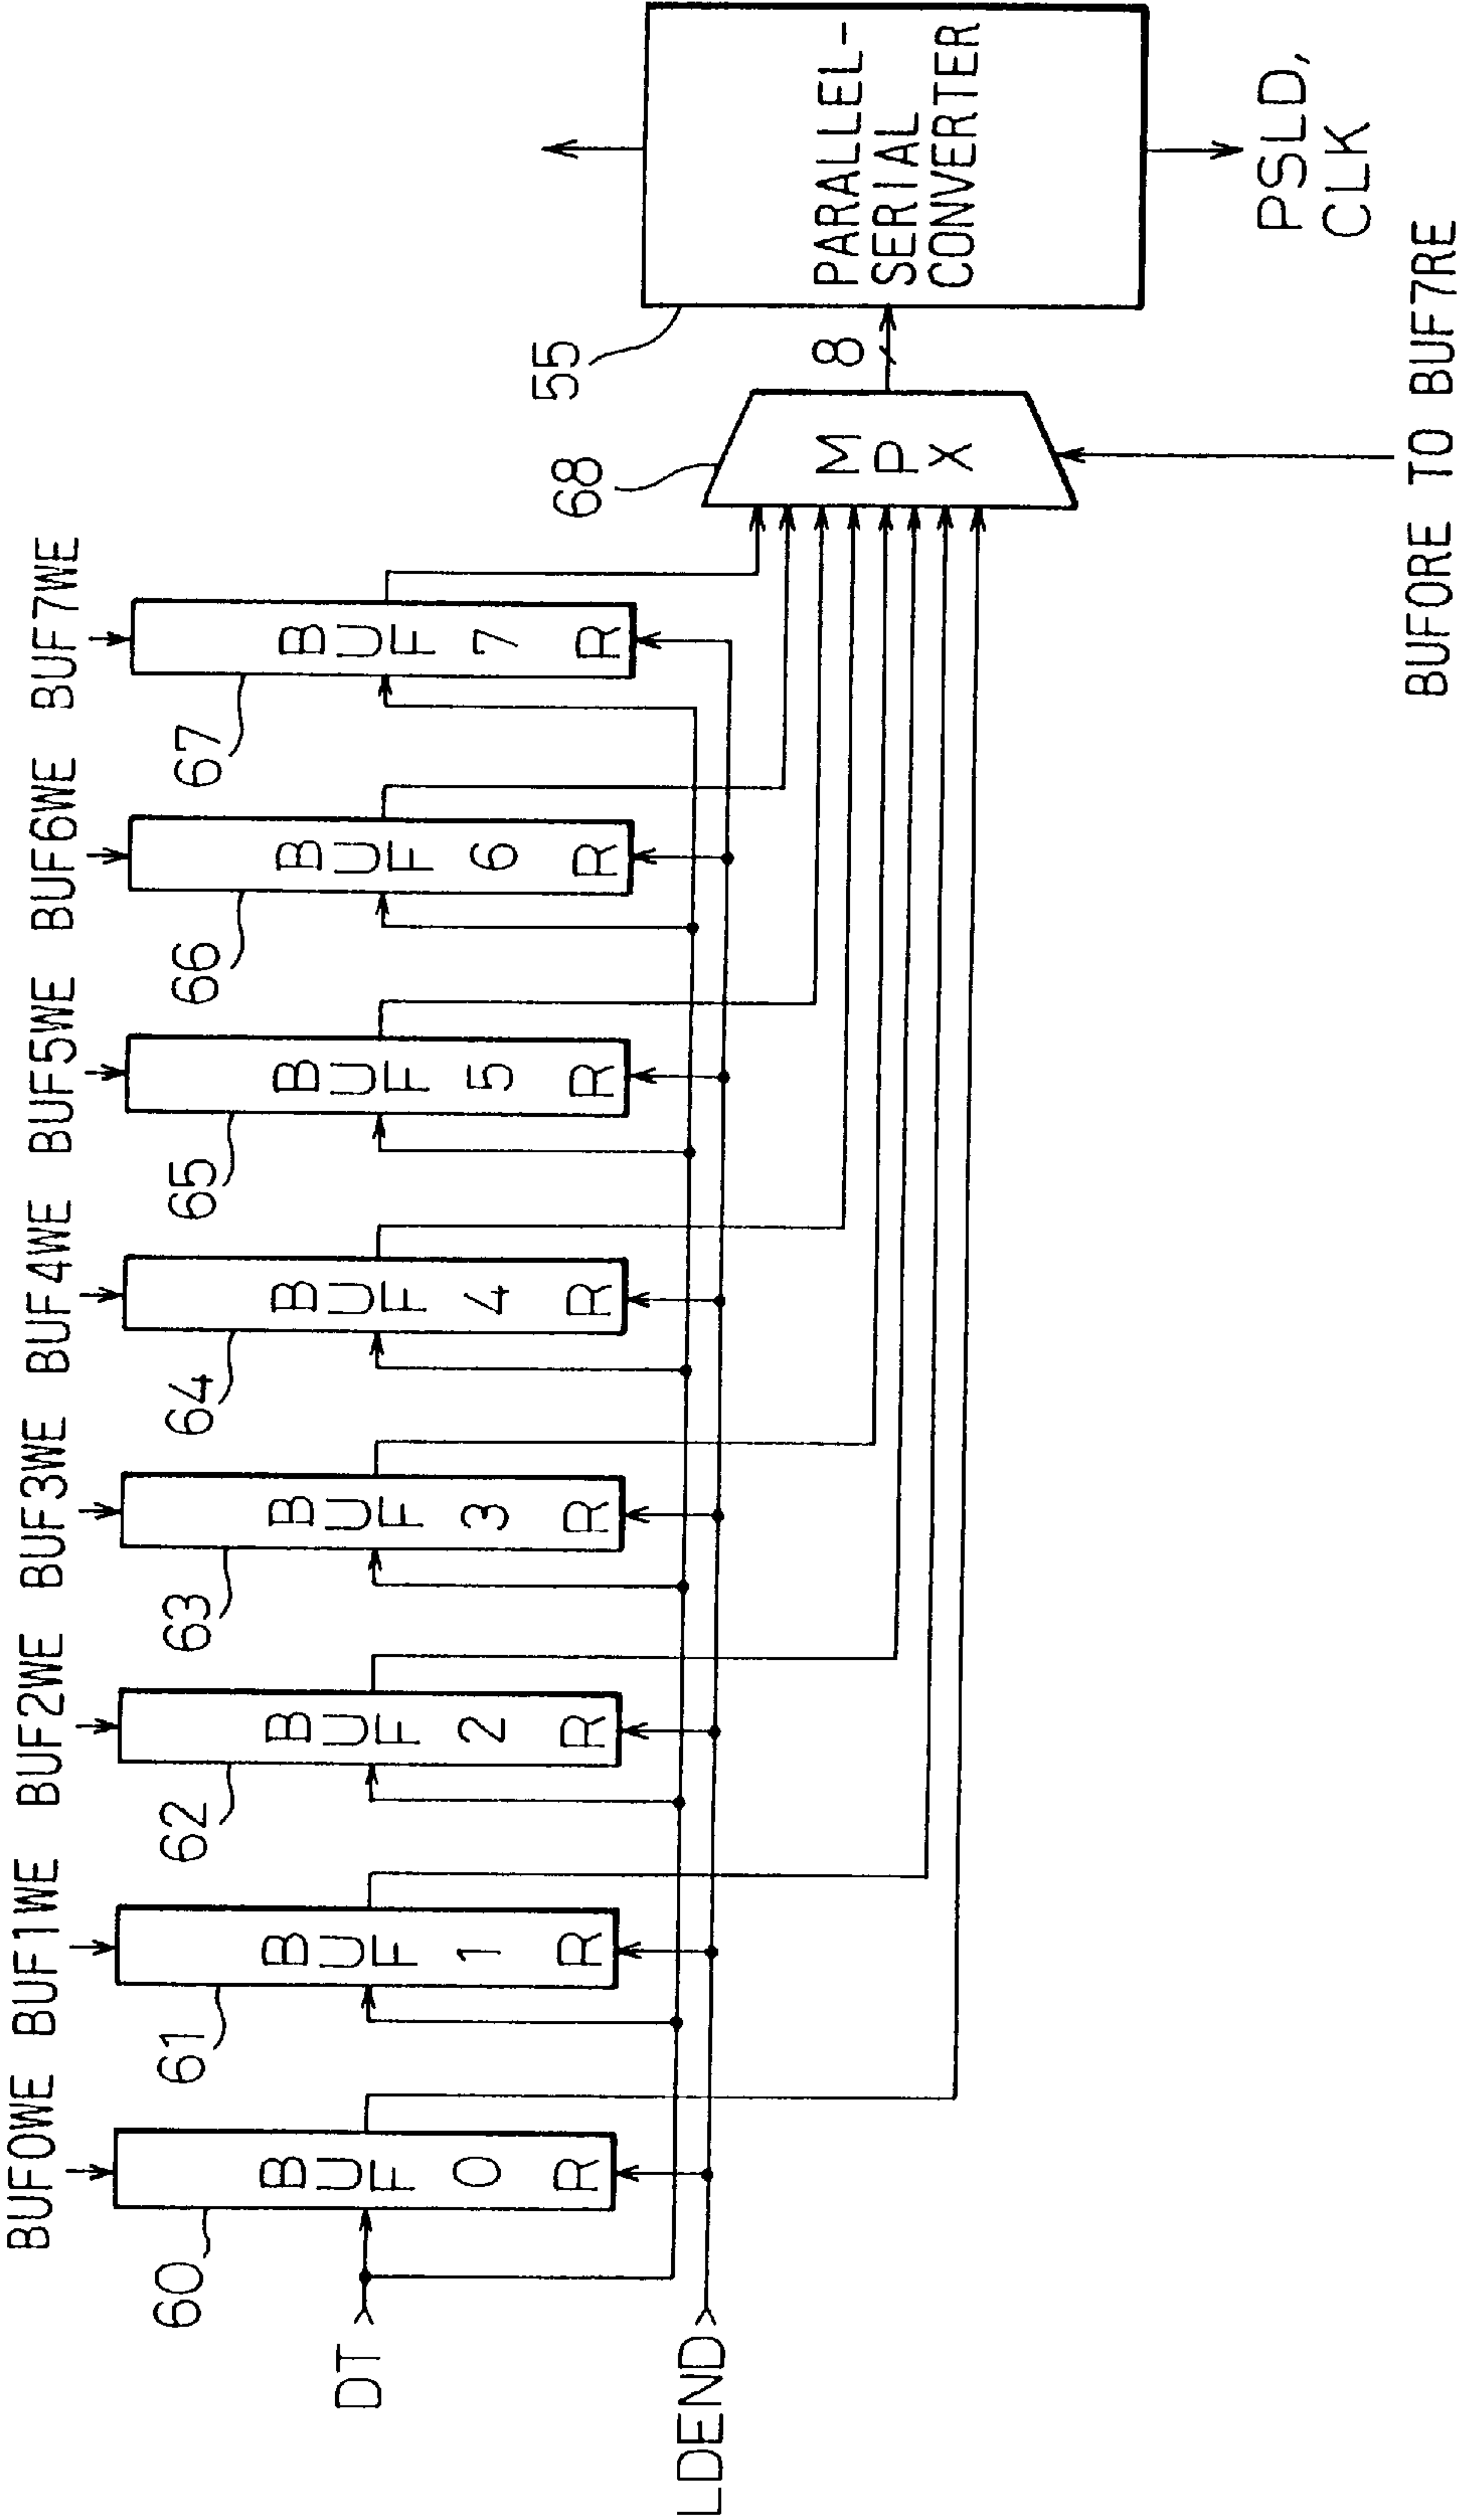 BUF0WE BUF1WE BUF2WE BUF3WE BUF4WE BUF5WE BUF6WE BUF7WE
60 61 62 63 64 65 66 67
BUF 0 R
BUF 1 R
BUF 2 R
BUF 3 R
BUF 4 R
BUF 5 R
BUF 6 R
BUF 7 R
DT
LDEND
68
MPX
8
55
PARALLEL-
SERIAL
CONVERTER
PSLD,
CLK
BUF0RE TO BUF7RE